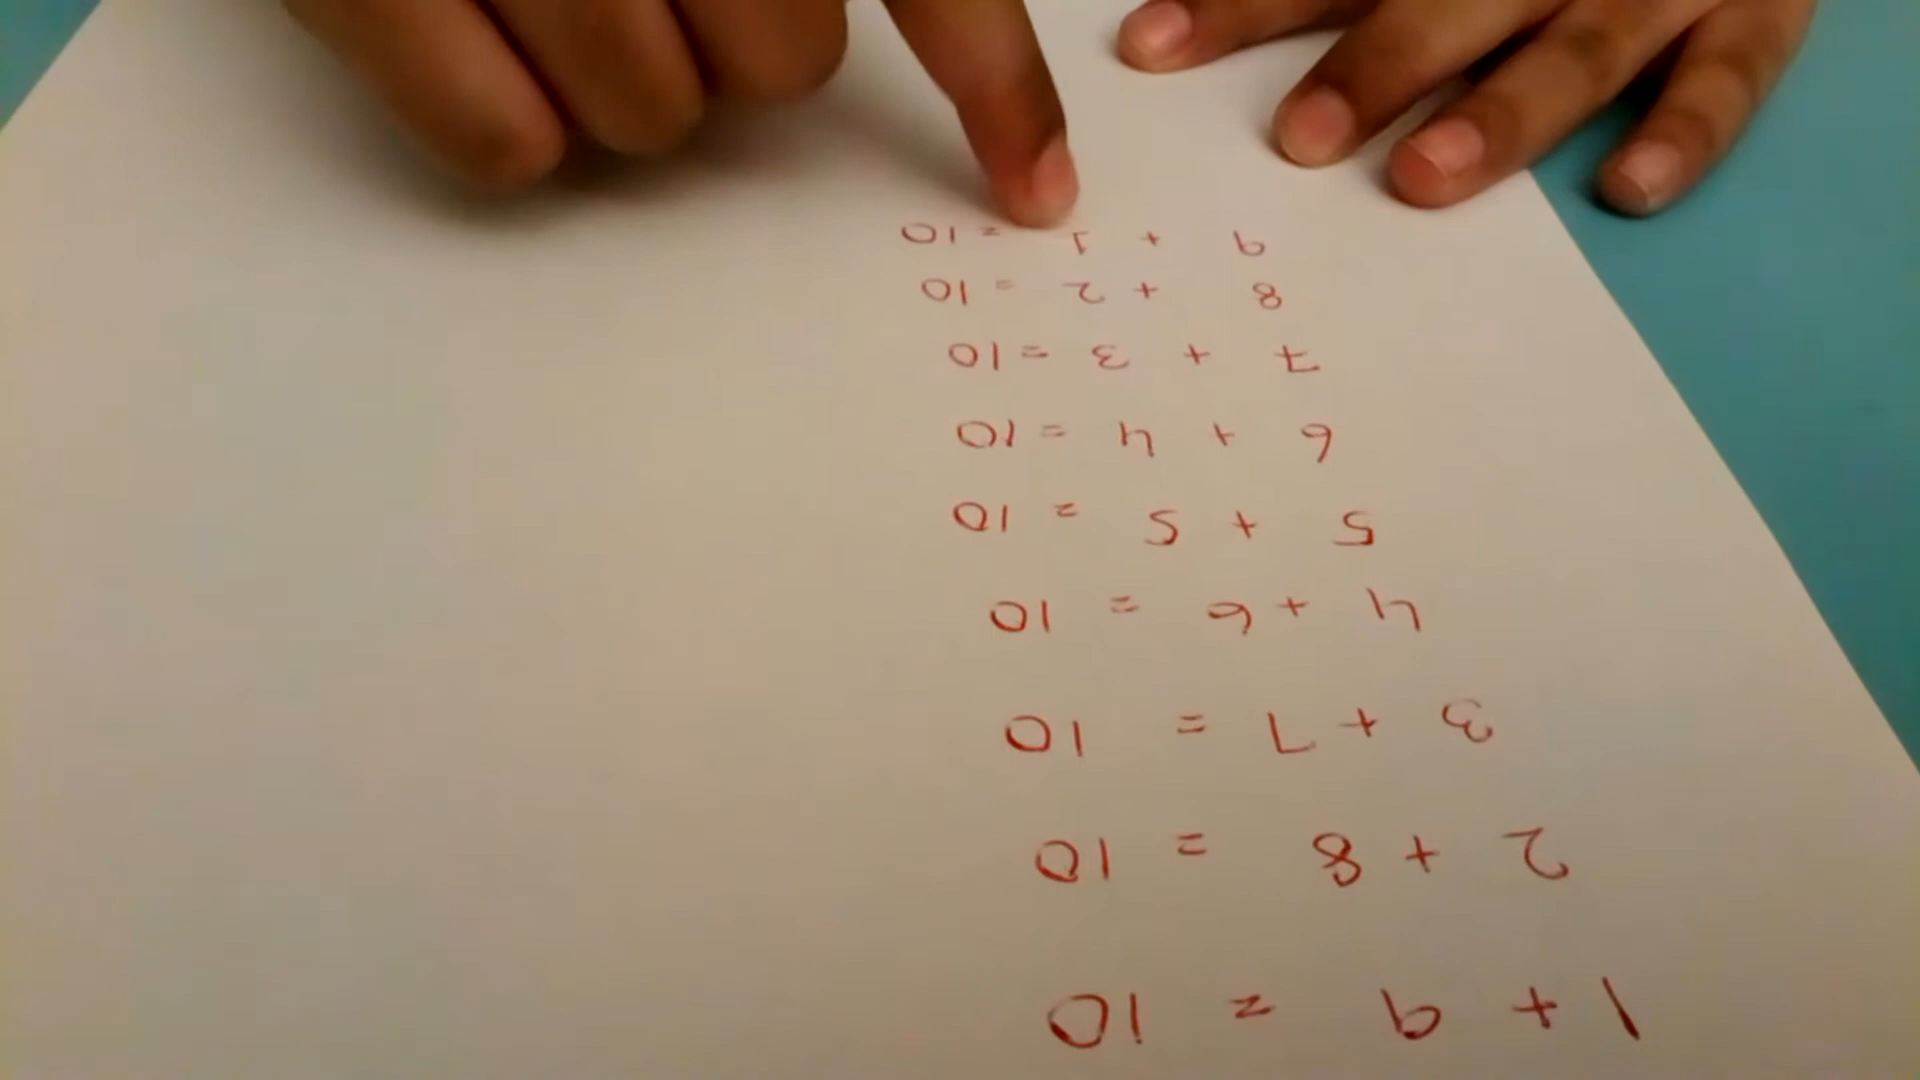 1 + 9 = 10
2 + 8 = 10
3 + 7 = 10
4 + 6 = 10
5 + 5 = 10
6 + 4 = 10
7 + 3 = 10
8 + 2 = 10
9 + 1 = 10